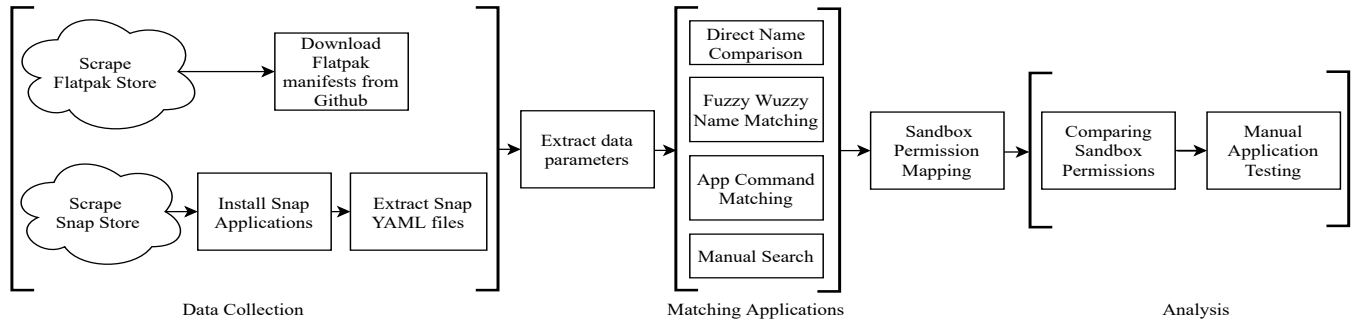 Scrape
Flatpak Store
Download
Flatpak
manifests from
Github
Scrape
Snap Store
Install Snap
Applications
Extract Snap
YAML files
Data Collection
Extract data
parameters
Direct Name
Comparison
Fuzzy Wuzzy
Name Matching
App Command
Matching
Manual Search
Matching Applications
Sandbox
Permission
Mapping
Comparing
Sandbox
Permissions
Manual
Application
Testing
Analysis